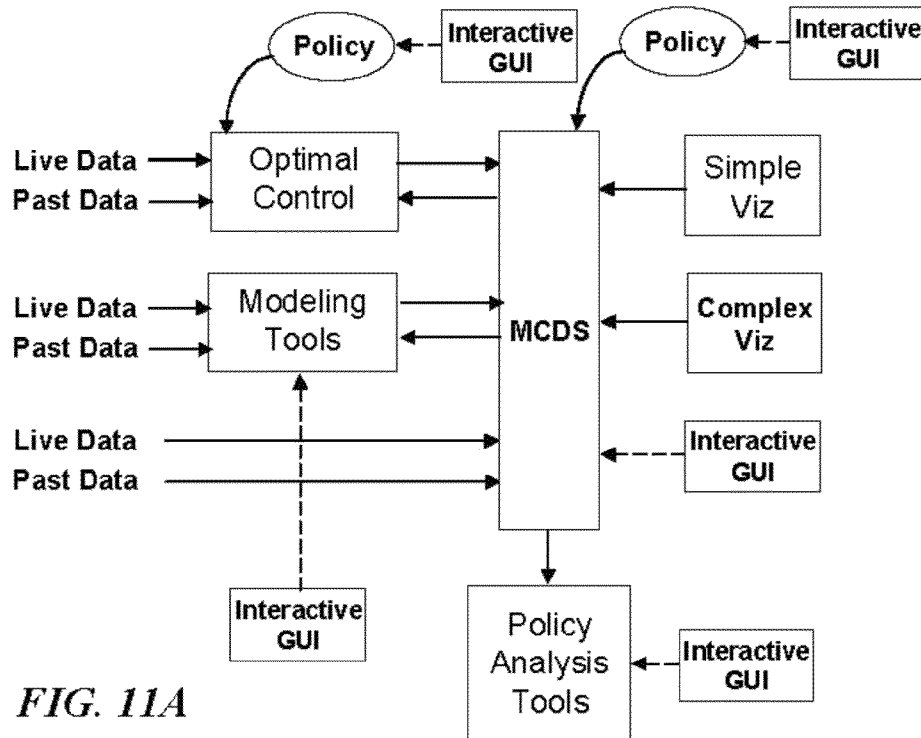 Policy
Interactive
GUI
Policy
Interactive
GUI
Live Data
Past Data
Optimal
Control
Simple
Viz
Live Data
Past Data
Modeling
Tools
MCDS
Complex
Viz
Live Data
Past Data
Interactive
GUI
Interactive
GUI
Policy
Analysis
Tools
Interactive
GUI
FIG. 11A